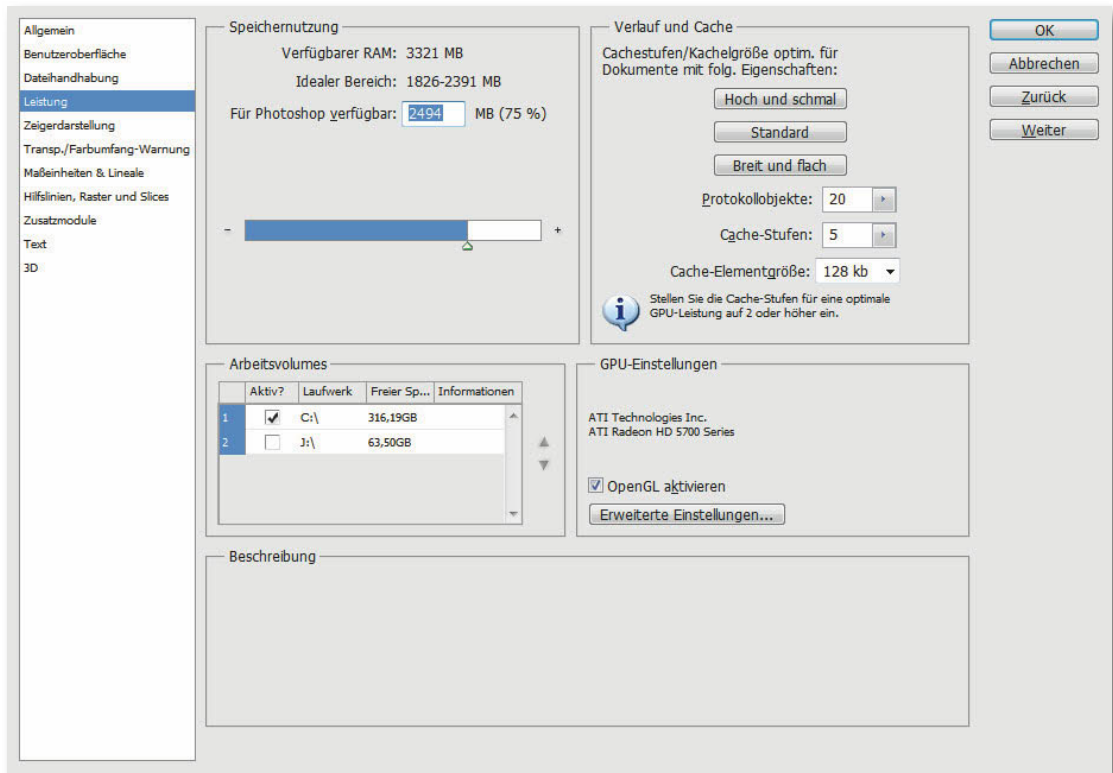 Allgemein
Benutzeroberfläche
Dateihandhabung
Leistung
Zeigerdarstellung
Transp./Farbumfang-Warnung
Maßeinheiten & Lineale
Hilfslinien, Raster und Slices
Zusatzmodule
Text
3D
Speichernutzung
Verfügbarer RAM: 3321 MB
Idealer Bereich: 1826-2391 MB
Für Photoshop verfügbar: 2494 MB (75 %)
- +
Verlauf und Cache
Cachestufen/Kachelgröße optim. für
Dokumente mit folg. Eigenschaften:
Hoch und schmal
Standard
Breit und flach
Protokollobjekte: 20
Cache-Stufen: 5
Cache-Elementgröße: 128 kb
Stellen Sie die Cache-Stufen für eine optimale
GPU-Leistung auf 2 oder höher ein.
OK
Abbrechen
Zurück
Weiter
Arbeitsvolumes
Aktiv? Laufwerk Freier Sp... Informationen
1 C:\ 316,19GB
2 J:\ 63,50GB
GPU-Einstellungen
ATI Technologies Inc.
ATI Radeon HD 5700 Series
OpenGL aktivieren
Erweiterte Einstellungen...
Beschreibung